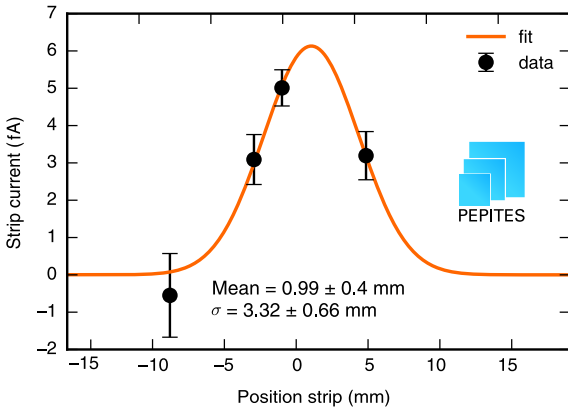 7
6
5
4
3
2
1
0
−1
−2
Strip current (fA)
fit
data
PEPITES
Mean = 0.99 ± 0.4 mm
σ = 3.32 ± 0.66 mm
−15 −10 −5 0 5 10 15
Position strip (mm)